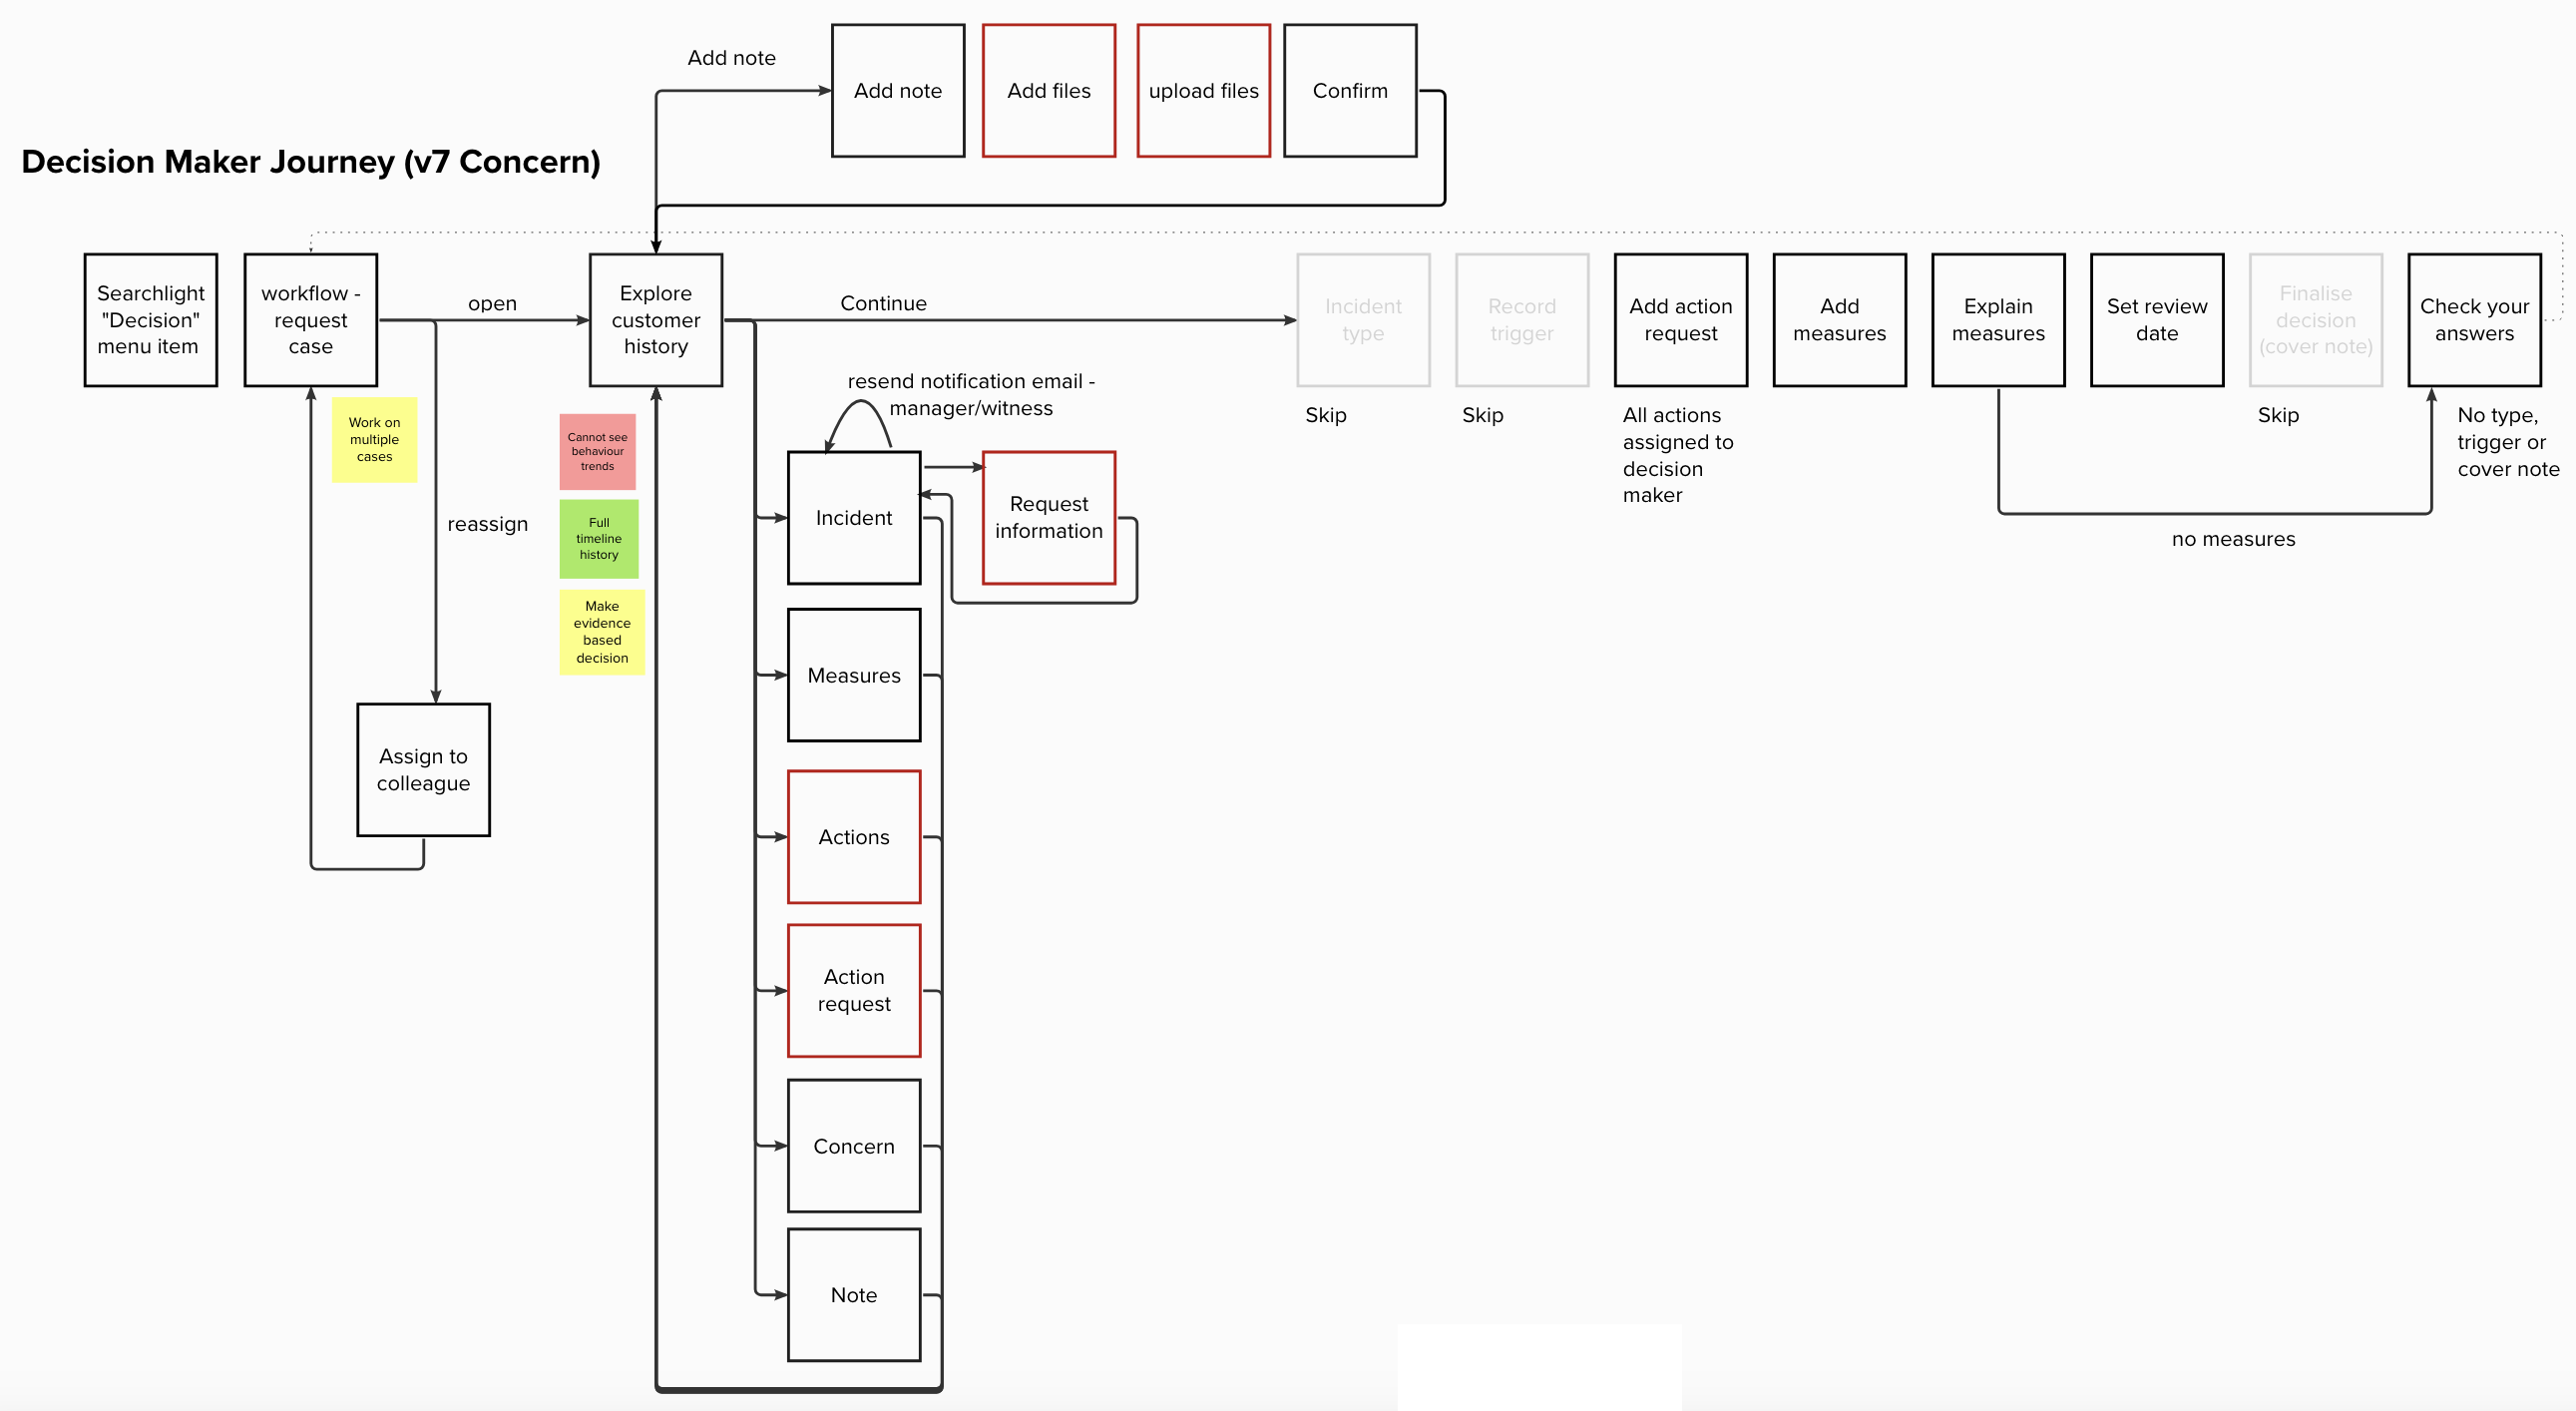 Add note
Add note
Add files
upload files
Confirm
Decision Maker Journey (v7 Concern)
Searchlight
"Decision"
menu item
workflow -
request
case
open
Explore
customer
history
Continue
Incident
type
Record
trigger
Add action
request
Add
measures
Explain
measures
Set review
date
Finalise
decision
(cover note)
Check your
answers
Skip
Skip
All actions
assigned to
decision
maker
Skip
No type,
trigger or
cover note
no measures
Work on
multiple
cases
reassign
Assign to
colleague
Cannot see
behaviour
trends
Full
timeline
history
Make
evidence
based
decision
resend notification email -
manager/witness
Incident
Request
information
Measures
Actions
Action
request
Concern
Note